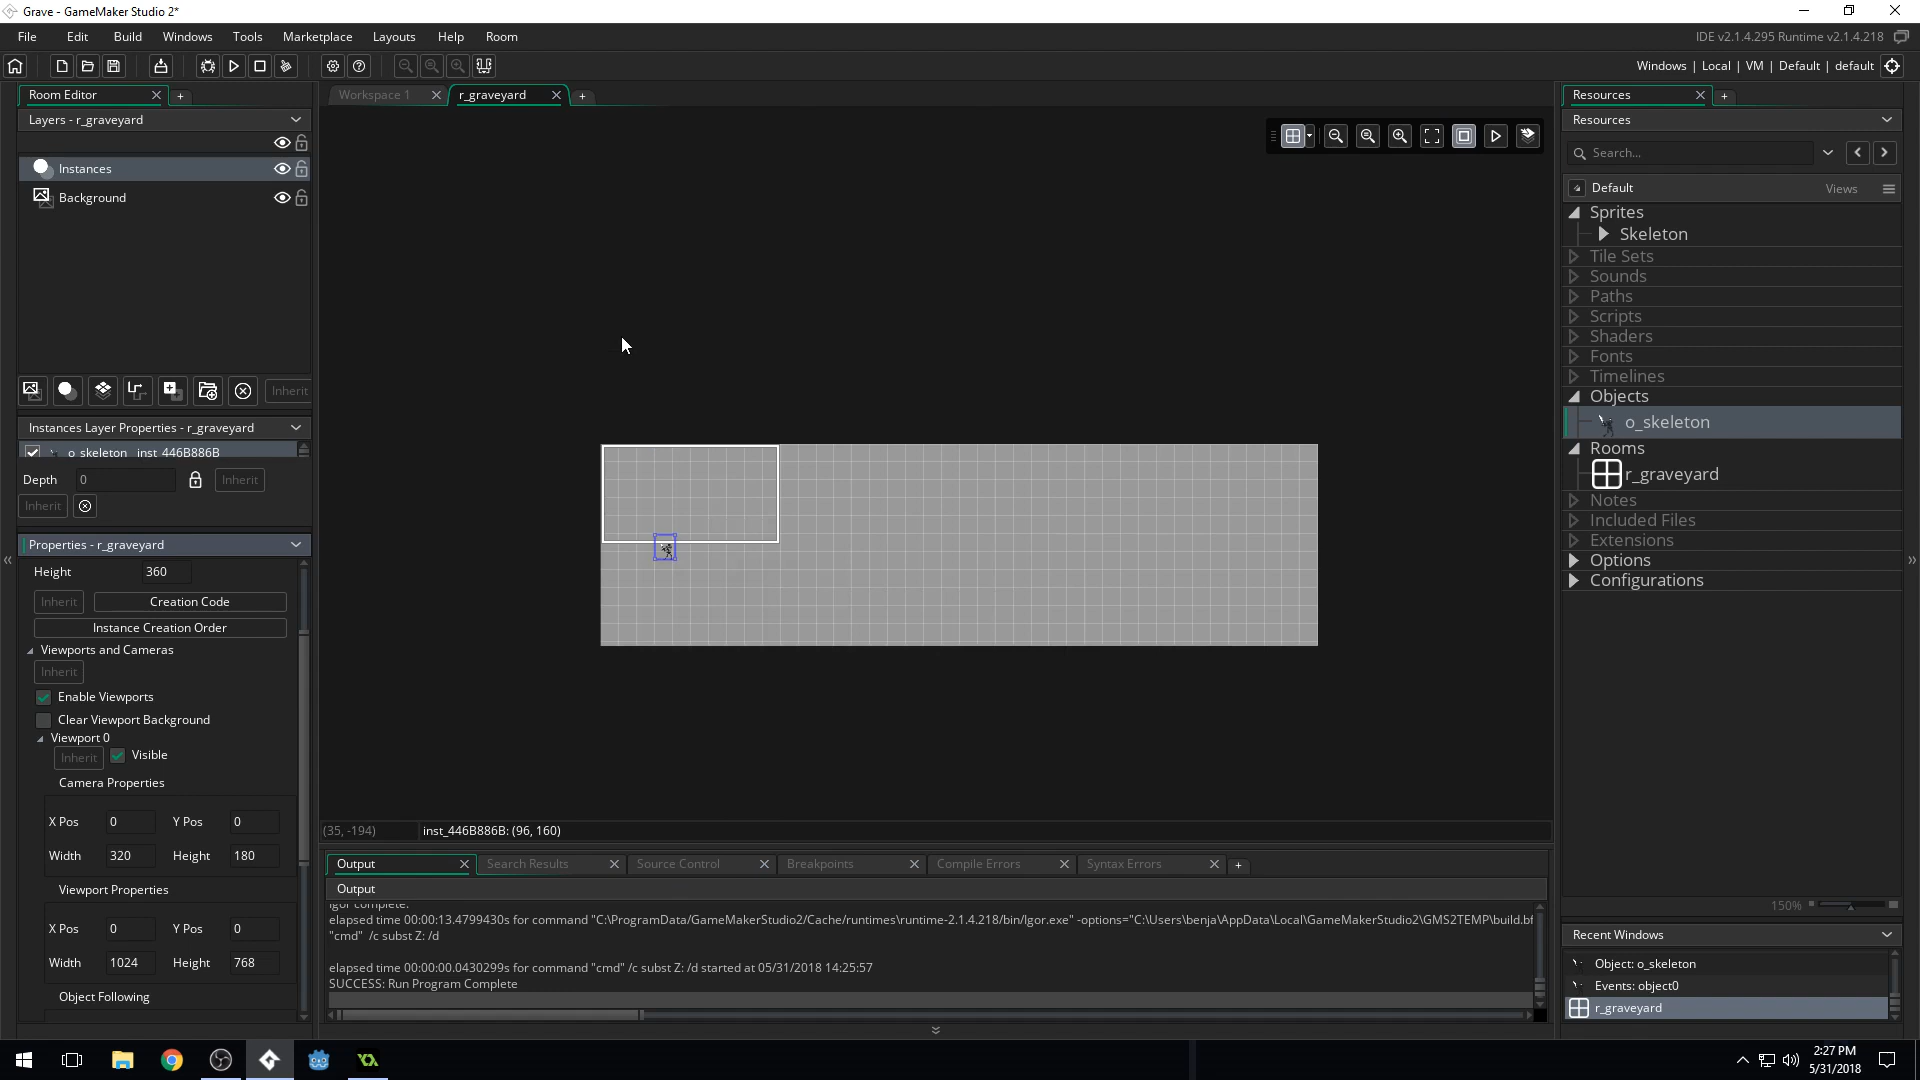 Grave - GameMaker Studio 2*
File Edit Build Windows Tools Marketplace Layouts Help Room
IDE v2.1.4.295 Runtime v2.1.4.218
Windows | Local | VM | Default | default
Room Editor
Layers - r_graveyard
Instances
Background
Inherit
Instances Layer Properties - r_graveyard
o_skeleton inst_446B886B
Depth 0 Inherit
Inherit
Properties - r_graveyard
Height 360
Inherit Creation Code
Instance Creation Order
Viewports and Cameras
Inherit
Enable Viewports
Clear Viewport Background
Viewport 0
Inherit Visible
Camera Properties
X Pos 0 Y Pos 0
Width 320 Height 180
Viewport Properties
X Pos 0 Y Pos 0
Width 1024 Height 768
Object Following
Workspace 1 r_graveyard
(35, -194) inst_446B886B: (96, 160)
Output Search Results Source Control Breakpoints Compile Errors Syntax Errors
Output
Igor complete.
elapsed time 00:00:13.4799430s for command "C:\ProgramData/GameMakerStudio2/Cache/runtimes\runtime-2.1.4.218/bin/Igor.exe" -options="C:\Users\benja\AppData\Local\GameMakerStudio2\GMS2TEMP\build.bf
"cmd" /c subst Z: /d
elapsed time 00:00:00.0430299s for command "cmd" /c subst Z: /d started at 05/31/2018 14:25:57
SUCCESS: Run Program Complete
Resources
Resources
Search...
Default Views
Sprites
Skeleton
Tile Sets
Sounds
Paths
Scripts
Shaders
Fonts
Timelines
Objects
o_skeleton
Rooms
r_graveyard
Notes
Included Files
Extensions
Options
Configurations
150%
Recent Windows
Object: o_skeleton
Events: object0
r_graveyard
2:27 PM
5/31/2018